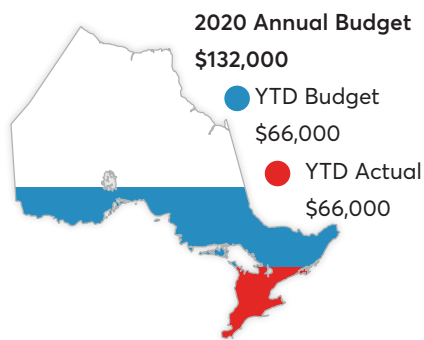 2020 Annual Budget
$132,000
YTD Budget
$66,000
YTD Actual
$66,000